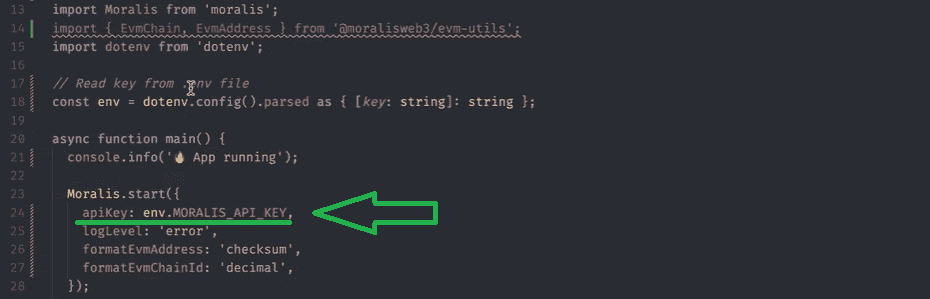 13 import Moralis from 'moralis';
14 import { EvmChain, EvmAddress } from '@moralisweb3/evm-utils';
15 import dotenv from 'dotenv';
16
17 // Read key from .env file
18 const env = dotenv.config().parsed as { [key: string]: string };
19
20 async function main() {
21 console.info('🔥 App running');
22
23 Moralis.start({
24 apiKey: env.MORALIS_API_KEY,
25 logLevel: 'error',
26 formatEvmAddress: 'checksum',
27 formatEvmChainId: 'decimal',
28 });